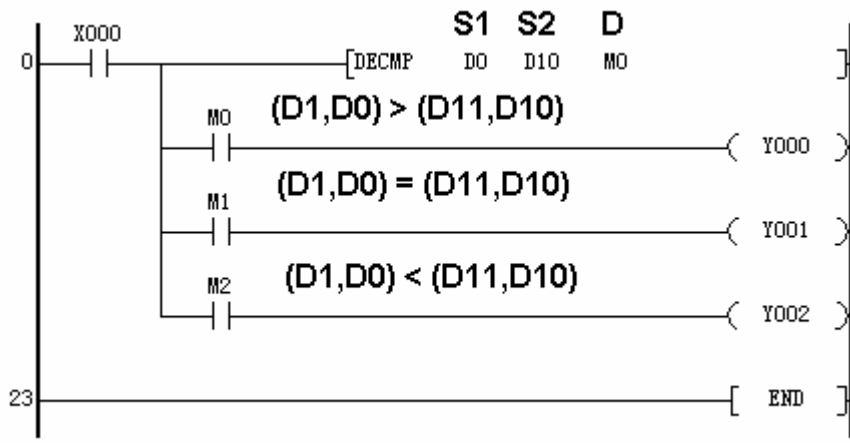 S1 S2 D
X000
0 [DECMP D0 D10 M0 ]
M0 (D1,D0) > (D11,D10)
( Y000 )
(D1,D0) = (D11,D10)
M1
( Y001 )
(D1,D0) < (D11,D10)
M2
( Y002 )
23 [ END ]